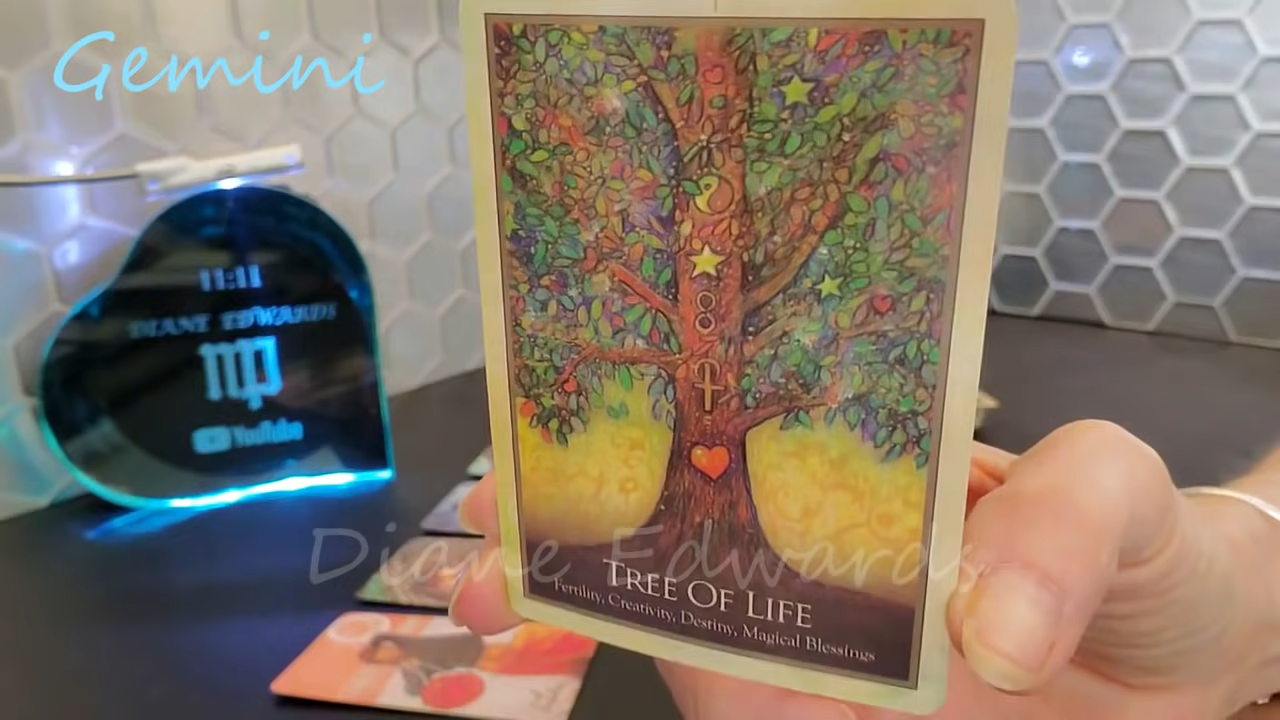 Gemini
11:11
DIANE EDWARDS
YouTube
Diane Edwards
TREE OF LIFE
Fertility, Creativity, Destiny, Magical Blessings